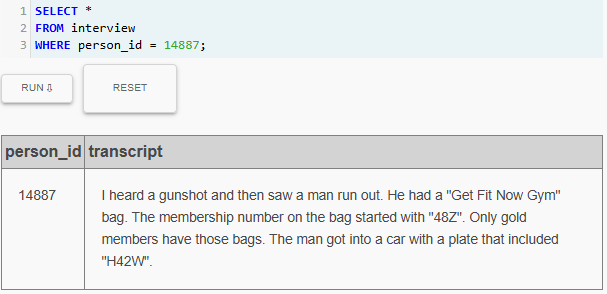 1 SELECT *
2 FROM interview
3 WHERE person_id = 14887;
RUN ⇩
RESET
person_id transcript
14887 I heard a gunshot and then saw a man run out. He had a "Get Fit Now Gym"
bag. The membership number on the bag started with "48Z". Only gold
members have those bags. The man got into a car with a plate that included
"H42W".